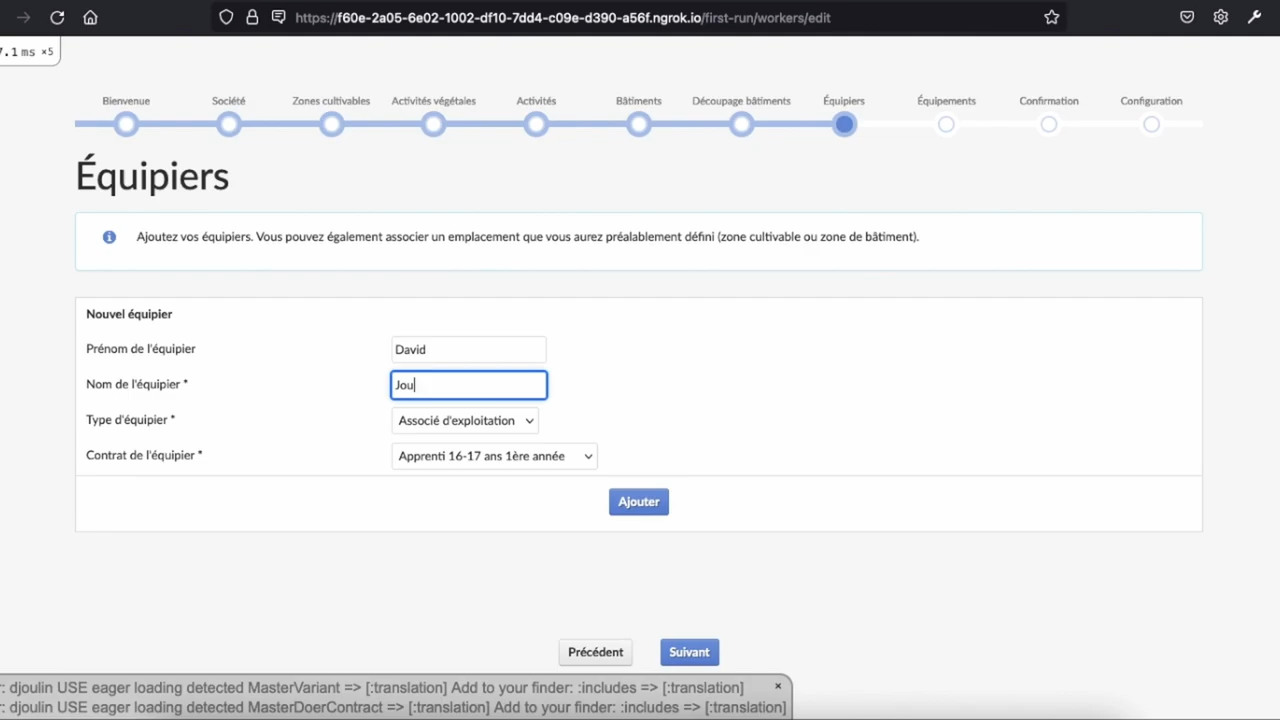 https://f60e-2a05-6e02-1002-df10-7dd4-c09e-d390-a56f.ngrok.io/first-run/workers/edit
7.1 ms ×5
Bienvenue Société Zones cultivables Activités végétales Activités Bâtiments Découpage bâtiments Équipiers Équipements Confirmation Configuration
Équipiers
Ajoutez vos équipiers. Vous pouvez également associer un emplacement que vous aurez préalablement défini (zone cultivable ou zone de bâtiment).
Nouvel équipier
Prénom de l'équipier David
Nom de l'équipier * Jou
Type d'équipier * Associé d'exploitation
Contrat de l'équipier * Apprenti 16-17 ans 1ère année
Ajouter
Précédent Suivant
r: djoulin USE eager loading detected MasterVariant => [:translation] Add to your finder: :includes => [:translation] ×
r: djoulin USE eager loading detected MasterDoerContract => [:translation] Add to your finder: :includes => [:translation]